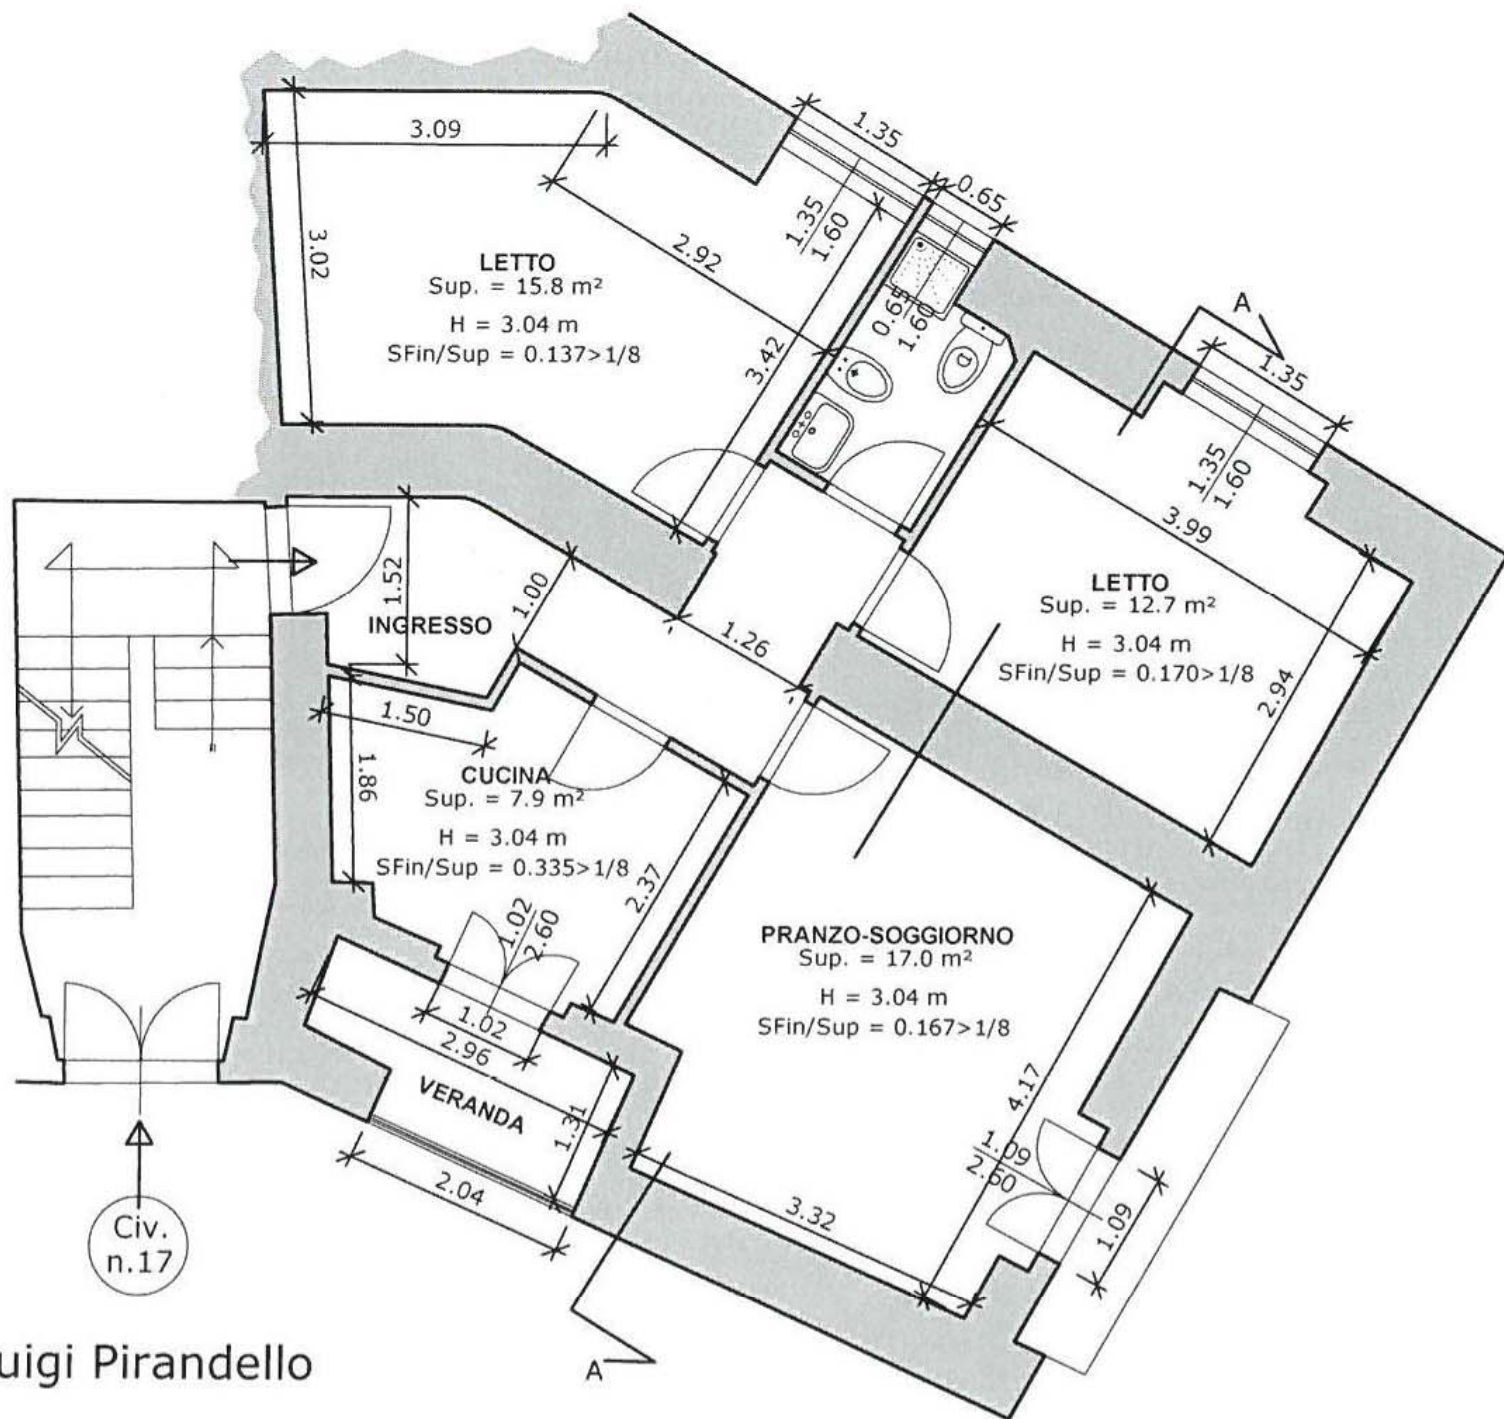 3.09
1.35
0.65
3.02
2.92
1.35
1.60
LETTO
Sup. = 15.8 m²
H = 3.04 m
SFin/Sup = 0.137>1/8
3.42
0.65
1.60
A
1.35
1.35
1.60
3.99
LETTO
Sup. = 12.7 m²
H = 3.04 m
SFin/Sup = 0.170>1/8
2.94
1.52
INGRESSO
1.00
1.26
1.50
1.86
CUCINA
Sup. = 7.9 m²
H = 3.04 m
SFin/Sup = 0.335>1/8
2.37
1.02
2.60
PRANZO-SOGGIORNO
Sup. = 17.0 m²
H = 3.04 m
SFin/Sup = 0.167>1/8
1.02
2.96
VERANDA
1.31
2.04
4.17
1.09
2.60
1.09
3.32
Civ.
n.17
A
uigi Pirandello